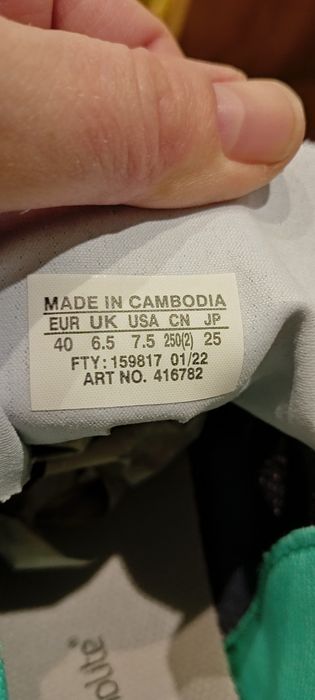 MADE IN CAMBODIA
EUR UK USA CN JP
40 6.5 7.5 250(2) 25
FTY: 159817 01/22
ART NO. 416782